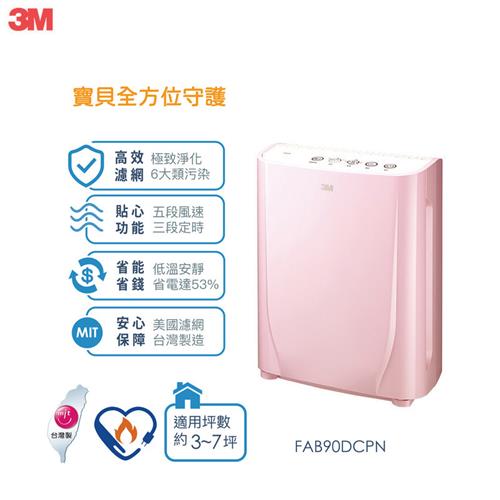 3M
寶貝全方位守護
高效 極致淨化
濾網 6大類污染
貼心 五段風速
功能 三段定時
省能 低溫安靜
省錢 省電達53%
MIT
安心 美國濾網
保障 台灣製造
mit
台灣製
適用坪數
約3~7坪
3M
FAB90DCPN